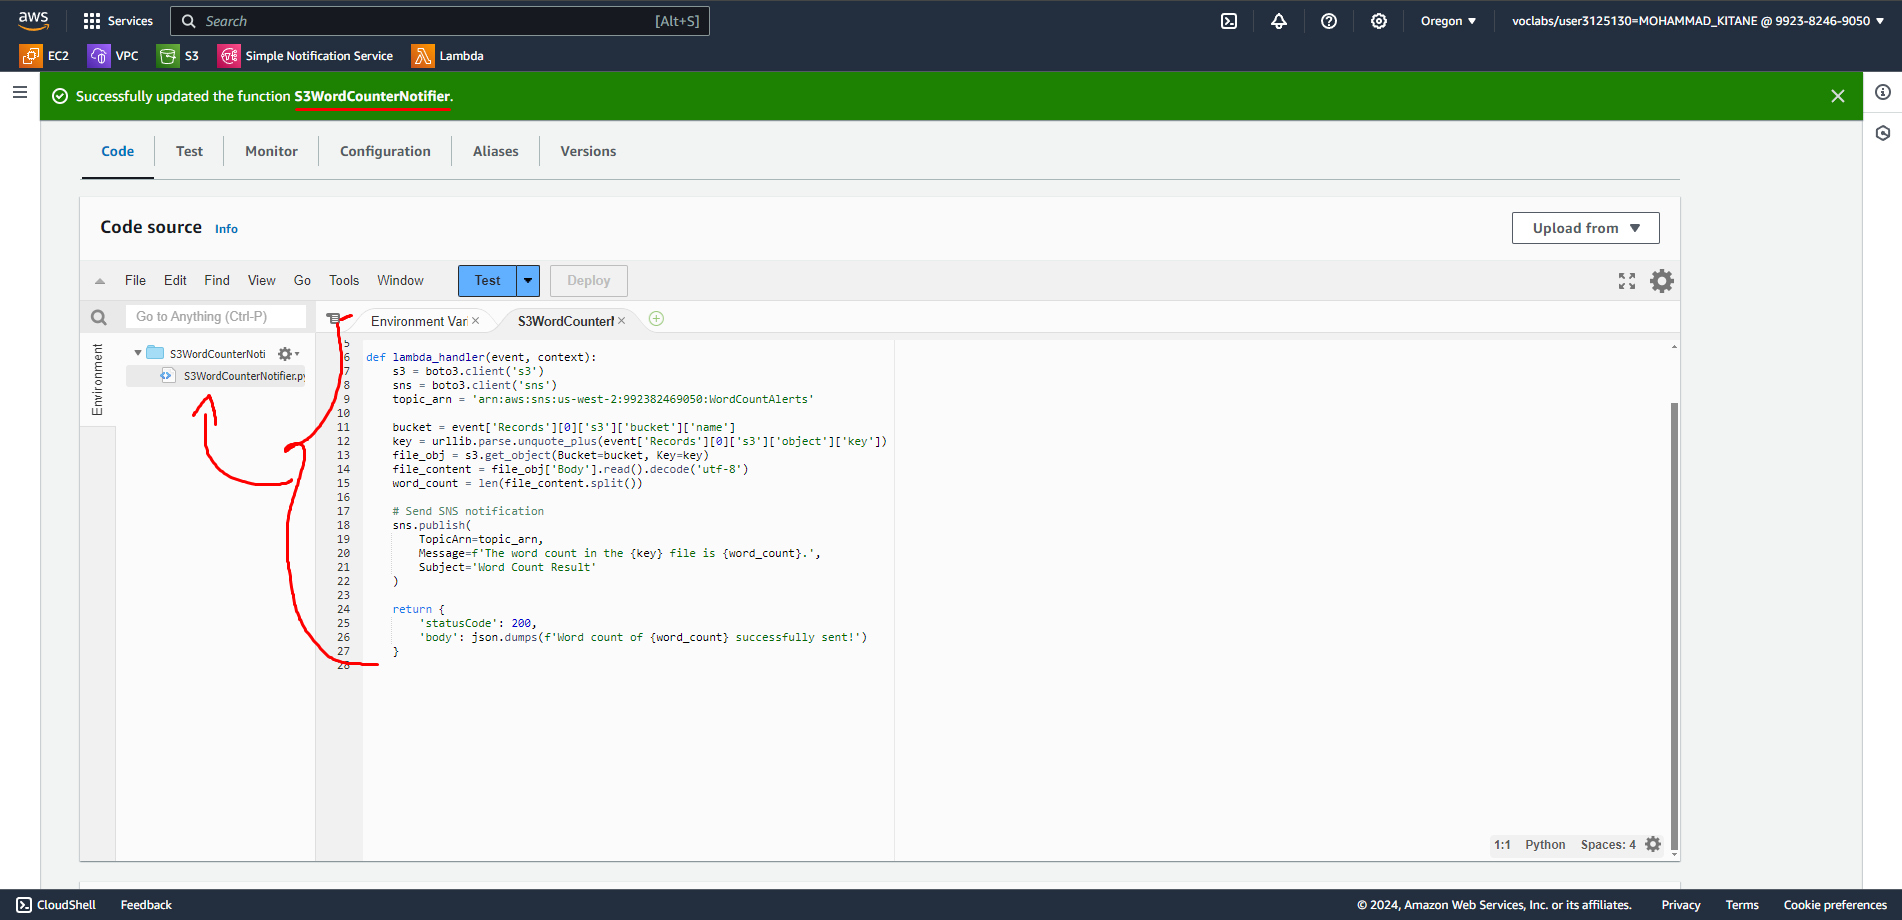 aws Services Search [Alt+S] Oregon voclabs/user3125130=MOHAMMAD_KITANE @ 9923-8246-9050
EC2 VPC S3 Simple Notification Service Lambda
Successfully updated the function S3WordCounterNotifier.
Code Test Monitor Configuration Aliases Versions
Code source Info Upload from
File Edit Find View Go Tools Window Test Deploy
Go to Anything (Ctrl-P) Environment Var S3WordCounterN
Environment
S3WordCounterNoti
S3WordCounterNotifier.py
5
6 def lambda_handler(event, context):
7     s3 = boto3.client('s3')
8     sns = boto3.client('sns')
9     topic_arn = 'arn:aws:sns:us-west-2:992382469050:WordCountAlerts'
10
11     bucket = event['Records'][0]['s3']['bucket']['name']
12     key = urllib.parse.unquote_plus(event['Records'][0]['s3']['object']['key'])
13     file_obj = s3.get_object(Bucket=bucket, Key=key)
14     file_content = file_obj['Body'].read().decode('utf-8')
15     word_count = len(file_content.split())
16
17     # Send SNS notification
18     sns.publish(
19         TopicArn=topic_arn,
20         Message=f'The word count in the {key} file is {word_count}.',
21         Subject='Word Count Result'
22     )
23
24     return {
25         'statusCode': 200,
26         'body': json.dumps(f'Word count of {word_count} successfully sent!')
27     }
28
1:1 Python Spaces: 4
CloudShell Feedback © 2024, Amazon Web Services, Inc. or its affiliates. Privacy Terms Cookie preferences